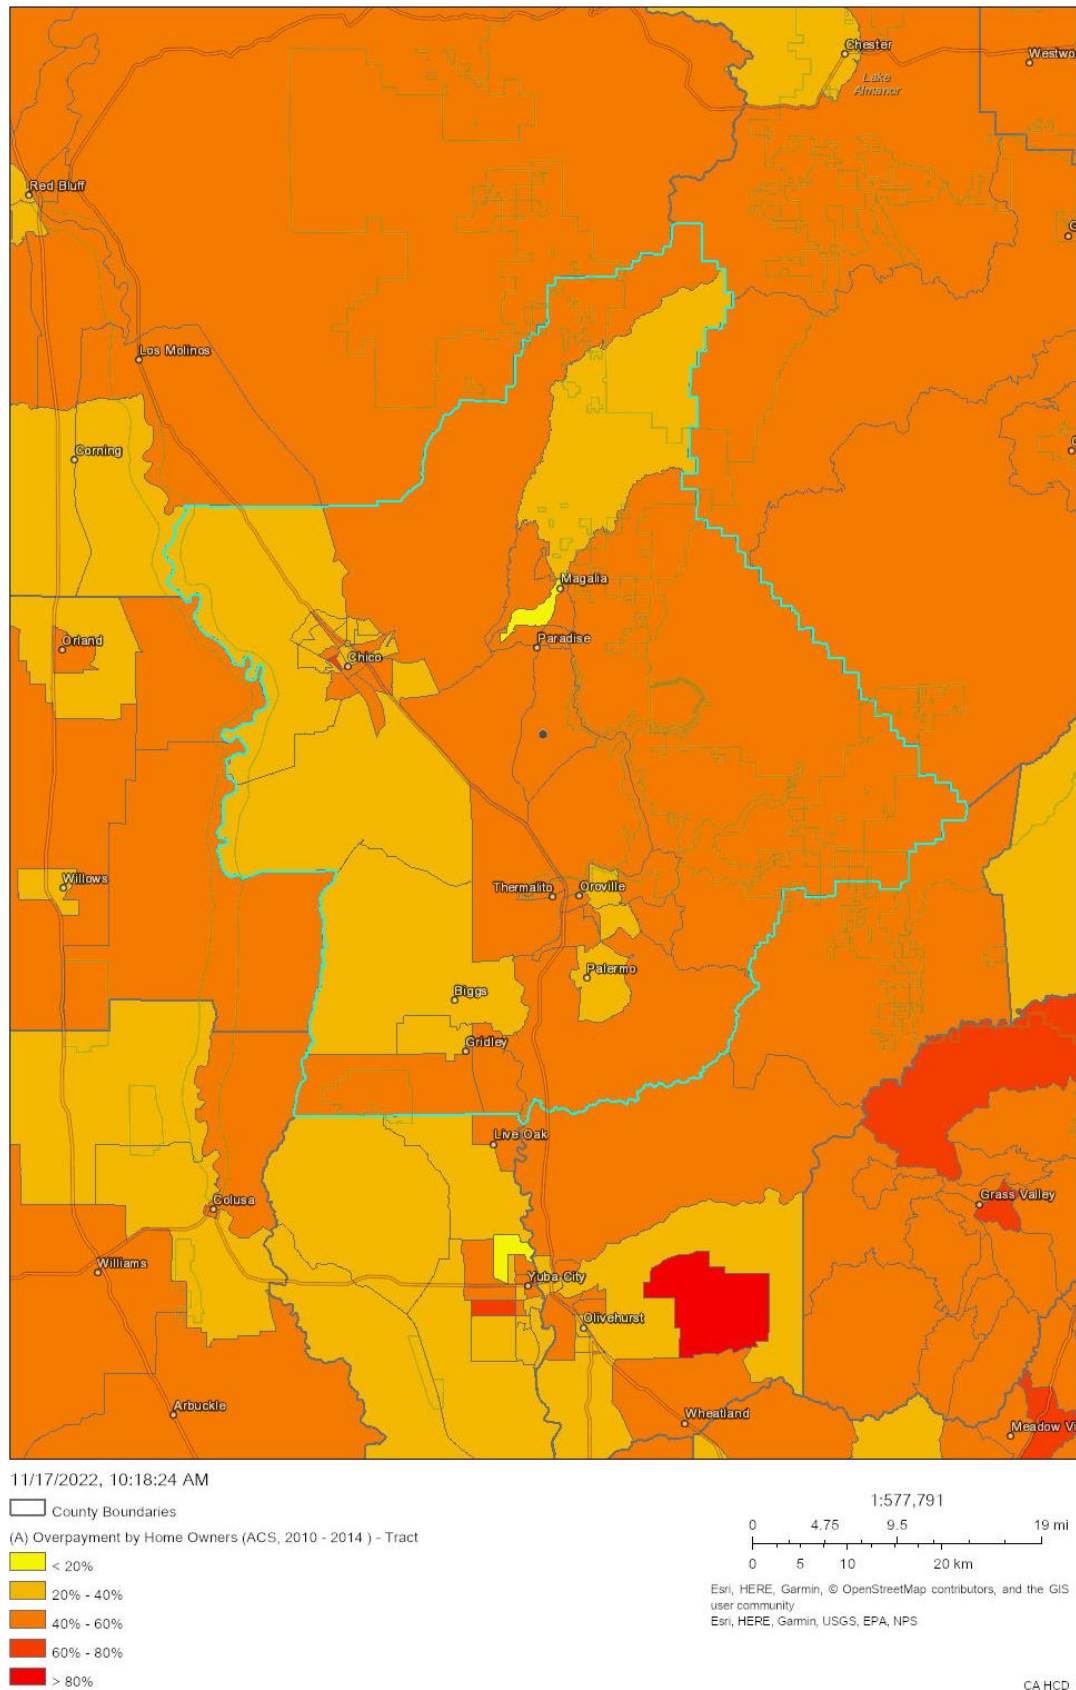 Chester
Westwo
Lake
Almanor
Red Bluff
G
Los Molinos
Corning
Magalia
Orland
Paradise
Chico
Willows
Thermalito
Oroville
Palermo
Biggs
Gridley
Live Oak
Colusa
Grass Valley
Williams
Yuba City
Olivehurst
Arbuckle
Wheatland
Meadow Vi
11/17/2022, 10:18:24 AM
County Boundaries
(A) Overpayment by Home Owners (ACS, 2010 - 2014 ) - Tract
< 20%
20% - 40%
40% - 60%
60% - 80%
> 80%
1:577,791
0 4.75 9.5 19 mi
0 5 10 20 km
Esri, HERE, Garmin, © OpenStreetMap contributors, and the GIS
user community
Esri, HERE, Garmin, USGS, EPA, NPS
CA HCD